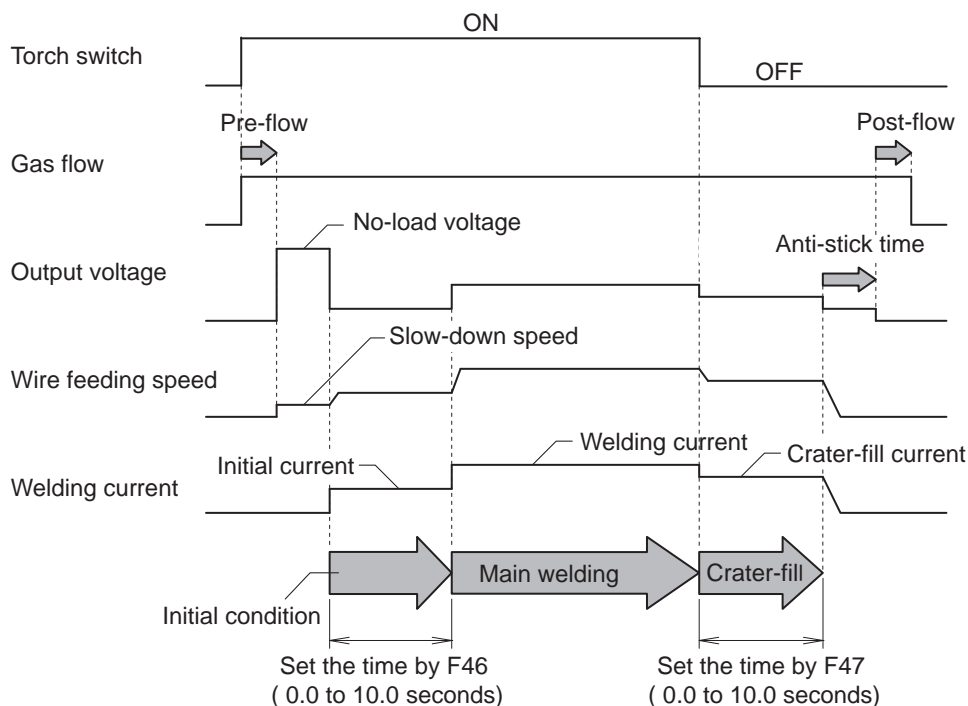 ON
Torch switch
OFF
Pre-flow
Post-flow
Gas flow
No-load voltage
Anti-stick time
Output voltage
Slow-down speed
Wire feeding speed
Welding current
Initial current
Crater-fill current
Welding current
Main welding
Crater-fill
Initial condition
Set the time by F46
( 0.0 to 10.0 seconds)
Set the time by F47
( 0.0 to 10.0 seconds)